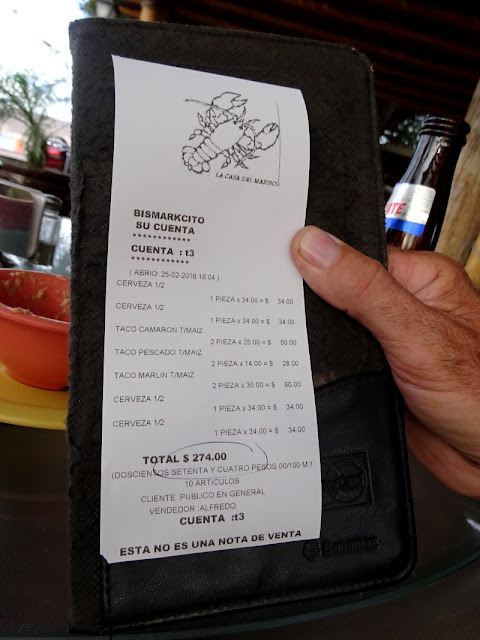 LA CASA DEL MARISCO
BISMARKCITO
SU CUENTA
************
CUENTA : t3
************
( ABRIO: 25-02-2016 16:04 )
CERVEZA 1/2
1 PIEZA x 34.00 = $ 34.00
CERVEZA 1/2
1 PIEZA x 34.00 = $ 34.00
TACO CAMARON T/MAIZ
2 PIEZA x 25.00 = $ 50.00
TACO PESCADO T/MAIZ
2 PIEZA x 14.00 = $ 28.00
TACO MARLIN T/MAIZ
2 PIEZA x 30.00 = $ 60.00
CERVEZA 1/2
1 PIEZA x 34.00 = $ 34.00
CERVEZA 1/2
1 PIEZA x 34.00 = $ 34.00
TOTAL $ 274.00
(DOSCIENTOS SETENTA Y CUATRO PESOS 00/100 M.
10 ARTICULOS
CLIENTE :PUBLICO EN GENERAL
VENDEDOR :ALFREDO
CUENTA :t3
ESTA NO ES UNA NOTA DE VENTA
Banamex